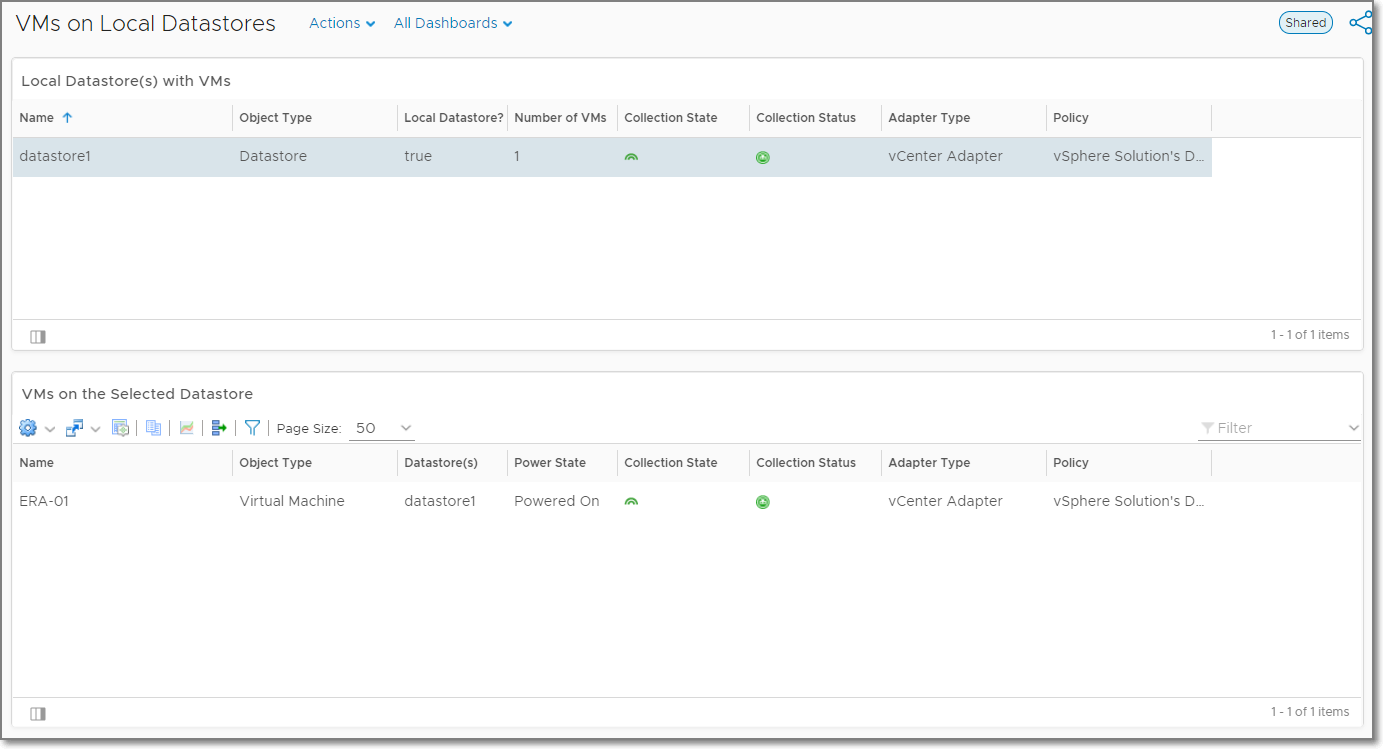 VMs on Local Datastores Actions All Dashboards Shared
Local Datastore(s) with VMs
Name Object Type Local Datastore? Number of VMs Collection State Collection Status Adapter Type Policy
datastore1 Datastore true 1 vCenter Adapter vSphere Solution's D...
1 - 1 of 1 items
VMs on the Selected Datastore
Page Size: 50 Filter
Name Object Type Datastore(s) Power State Collection State Collection Status Adapter Type Policy
ERA-01 Virtual Machine datastore1 Powered On vCenter Adapter vSphere Solution's D...
1 - 1 of 1 items